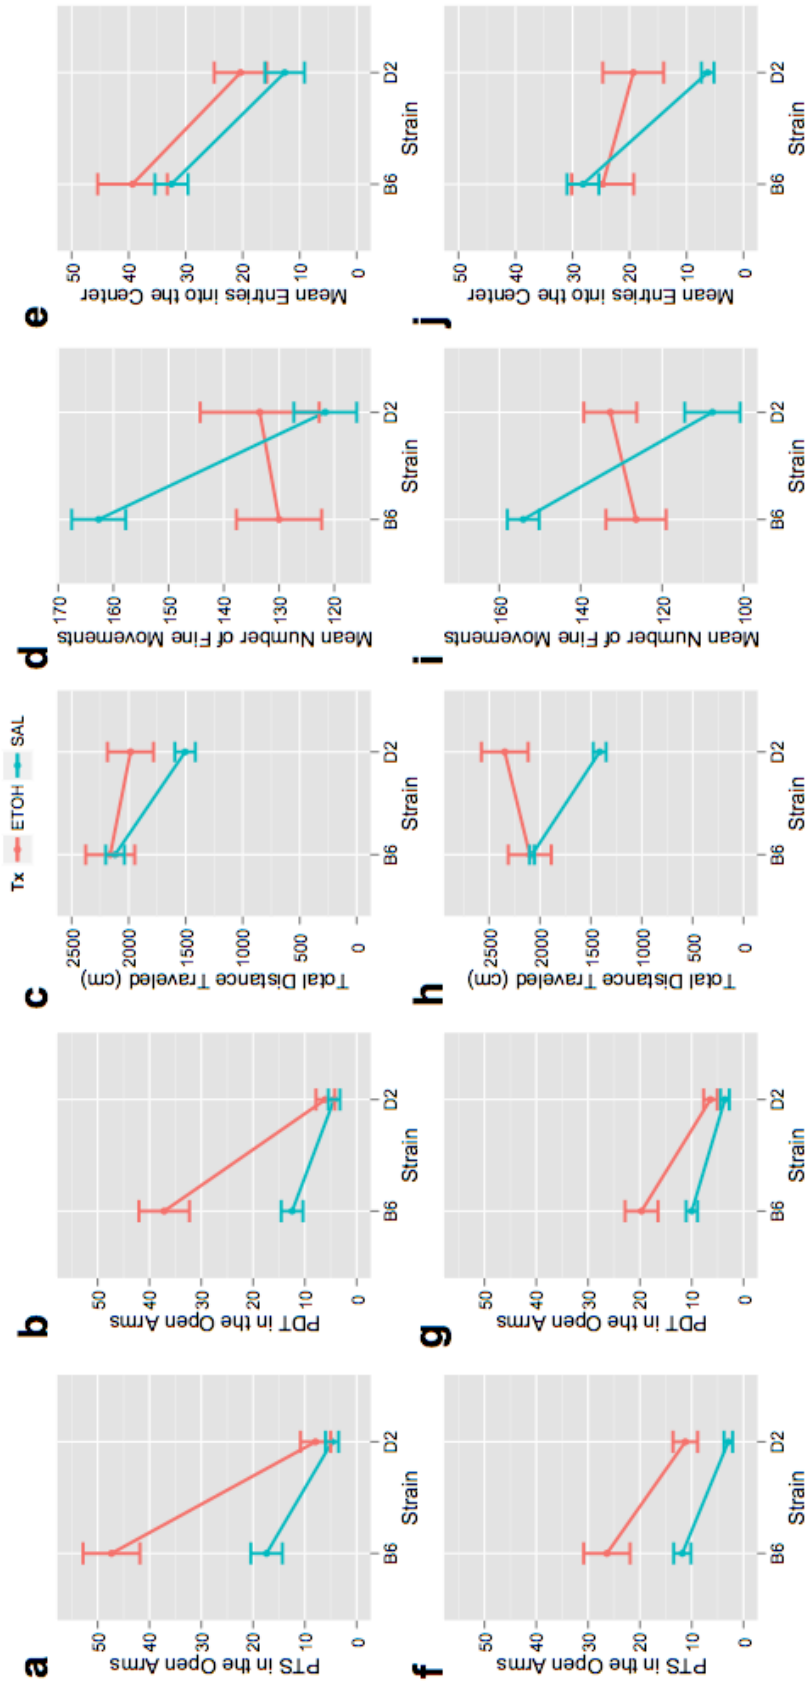 Tx ETOH SAL
a
PTS in the Open Arms
50
40
30
20
10
0
B6 D2
Strain
b
PDT in the Open Arms
50
40
30
20
10
0
B6 D2
Strain
c
Total Distance Traveled (cm)
2500
2000
1500
1000
500
0
B6 D2
Strain
d
Mean Number of Fine Movements
170
160
150
140
130
120
B6 D2
Strain
e
Mean Entries into the Center
50
40
30
20
10
0
B6 D2
Strain
f
PTS in the Open Arms
50
40
30
20
10
0
B6 D2
Strain
g
PDT in the Open Arms
50
40
30
20
10
0
B6 D2
Strain
h
Total Distance Traveled (cm)
2500
2000
1500
1000
500
0
B6 D2
Strain
i
Mean Number of Fine Movements
160
140
120
100
B6 D2
Strain
j
Mean Entries into the Center
50
40
30
20
10
0
B6 D2
Strain